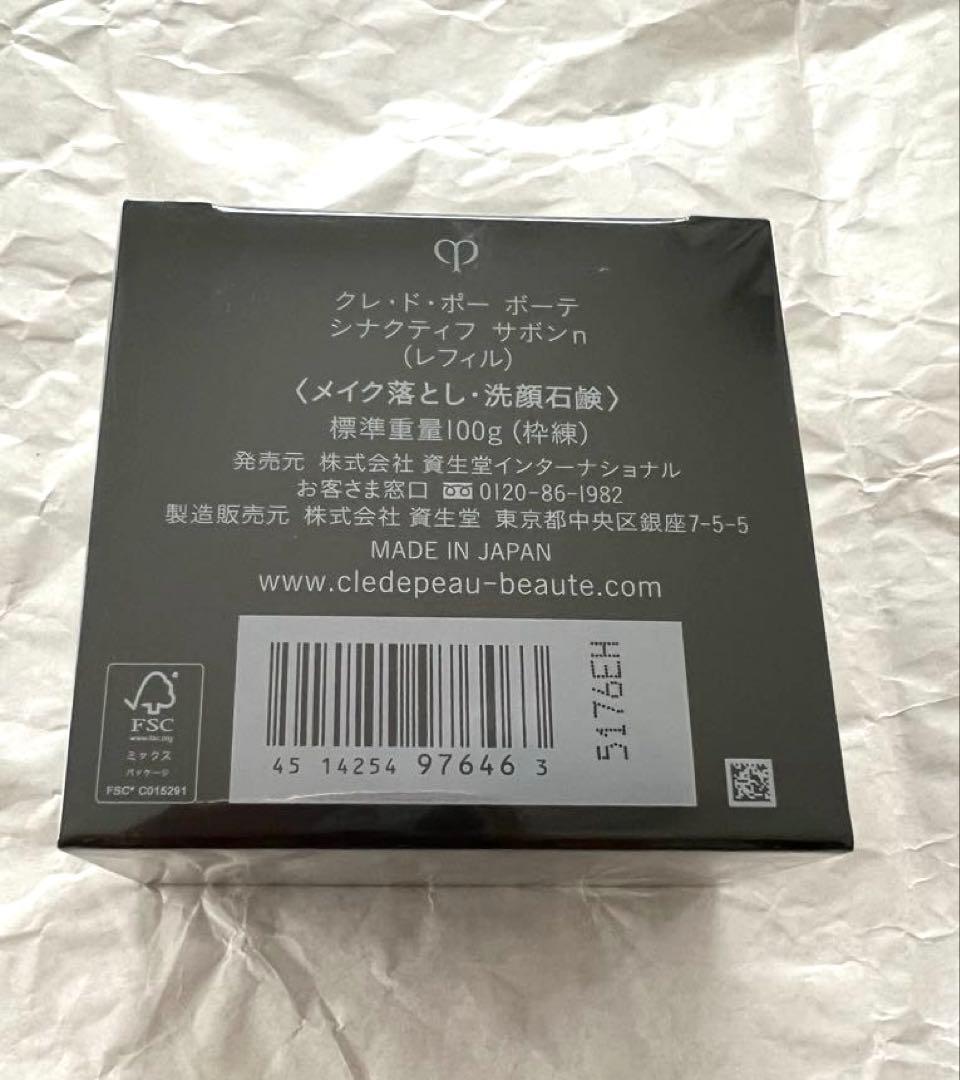 クレ・ド・ポー ボーテ
シナクティフ サボンn
(レフィル)
〈メイク落とし・洗顔石鹸〉
標準重量100g (枠練)
発売元 株式会社 資生堂インターナショナル
お客さま窓口 0120-86-1982
製造販売元 株式会社 資生堂 東京都中央区銀座7-5-5
MADE IN JAPAN
www.cledepeau-beaute.com
FSC
www.fsc.org
ミックス
パッケージ
FSC® C015291
45 14254 97646 3